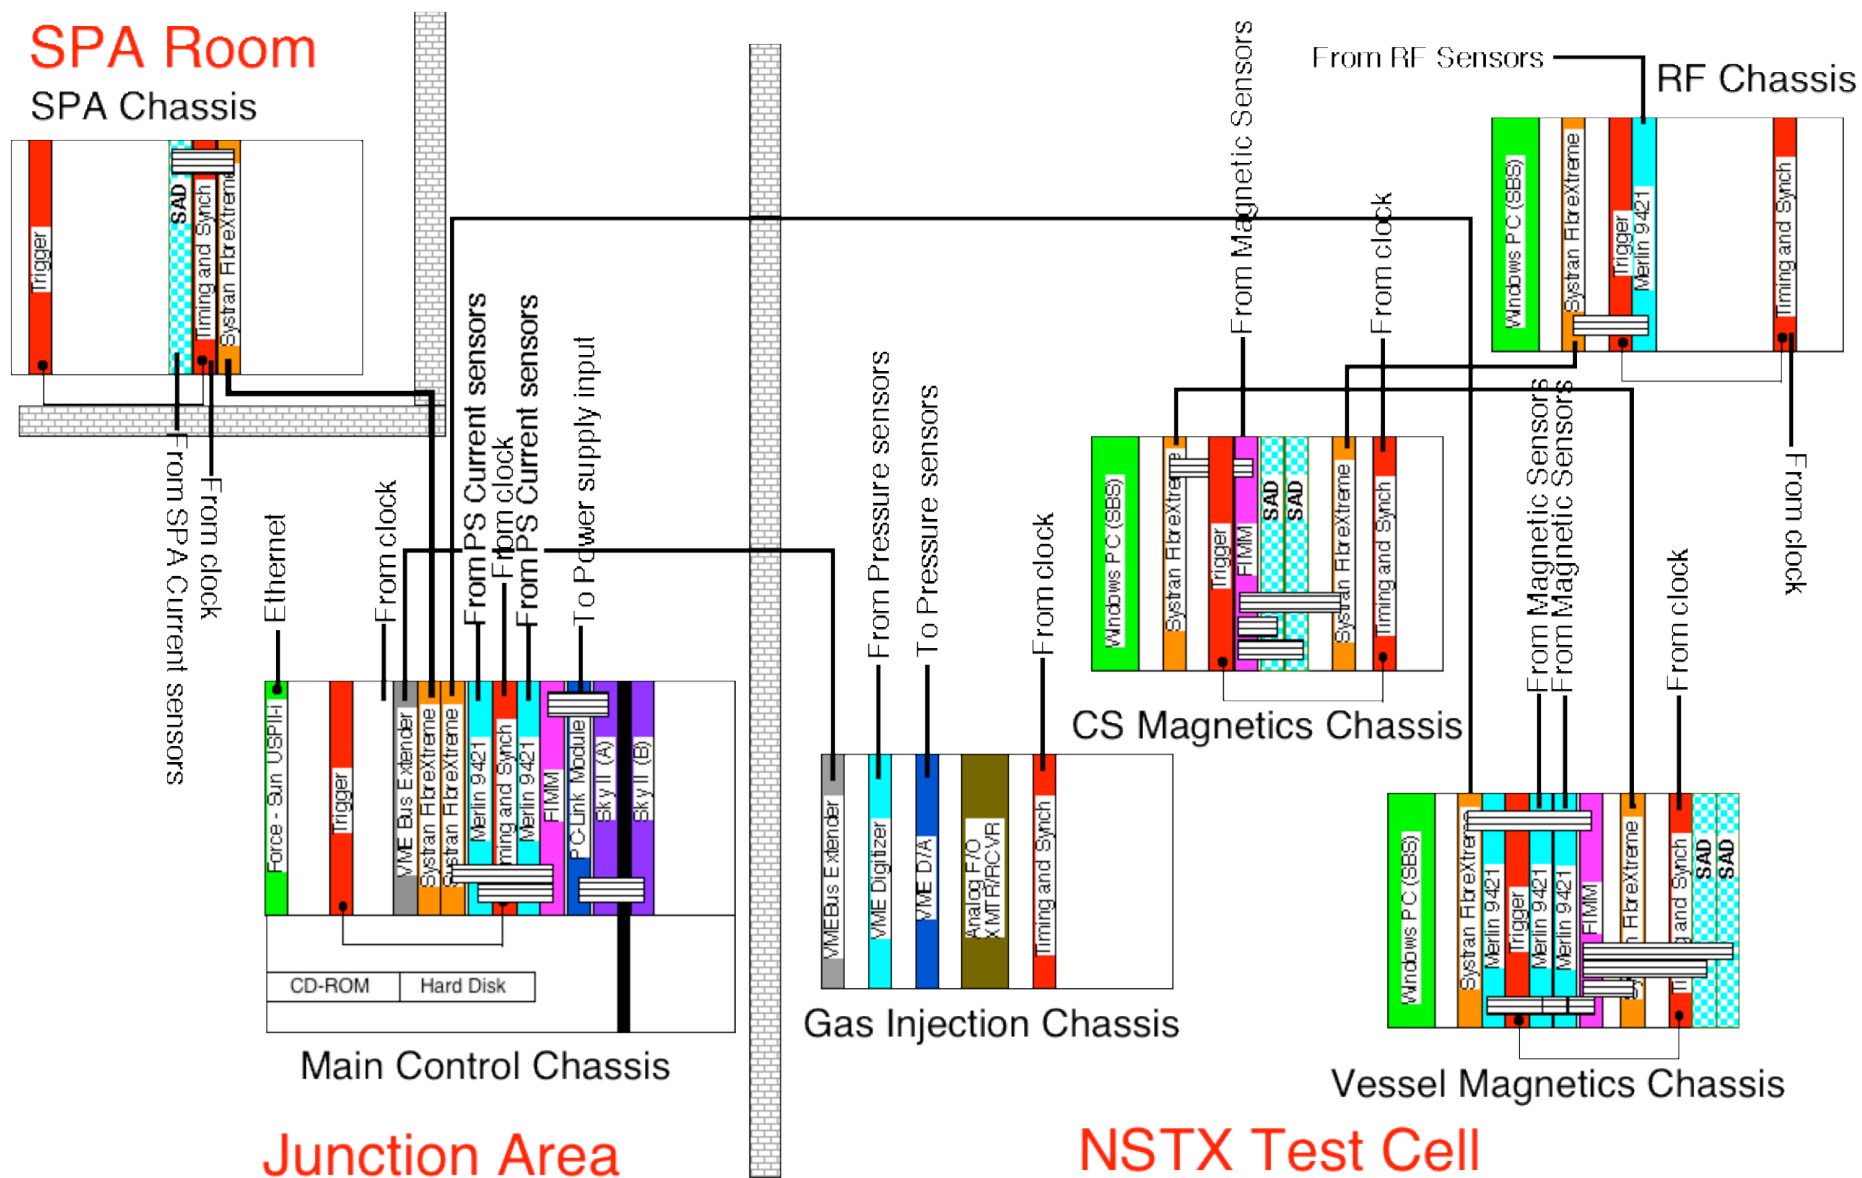 SPA Room
SPA Chassis
Trigger
SAD
Timing and Synch
Systran FibreXtreme
From SPA Current sensors
From clock
Ethernet
From clock
From PS Current sensors
From clock
From PS Current sensors
To Power supply input
Force - Sun USPII-i
Trigger
VME Bus Extender
Systran FibreXtreme
Systran FibreXtreme
Merlin 9421
ming and Synch
Merlin 9421
FIMM
PC-Link Module
Sky II (A)
Sky II (B)
CD-ROM
Hard Disk
Main Control Chassis
Junction Area
From Pressure sensors
To Pressure sensors
From clock
VMEBus Extender
VME Digitizer
VME D/A
Analog F/O
XMTR/RCVR
Timing and Synch
Gas Injection Chassis
From Magnetic Sensors
From clock
Windows PC (SBS)
Systran FibreXtreme
Trigger
FIMM
SAD
SAD
Systran FibreXtreme
Timing and Synch
CS Magnetics Chassis
From RF Sensors
RF Chassis
Windows PC (SBS)
Systran FibreXtreme
Trigger
Merlin 9421
Timing and Synch
From clock
From Magnetic Sensors
From Magnetic Sensors
From clock
Windows PC (SBS)
Systran FibreXtreme
Merlin 9421
Trigger
Merlin 9421
Merlin 9421
FIMM
FibreXtreme
and Synch
SAD
SAD
Vessel Magnetics Chassis
NSTX Test Cell